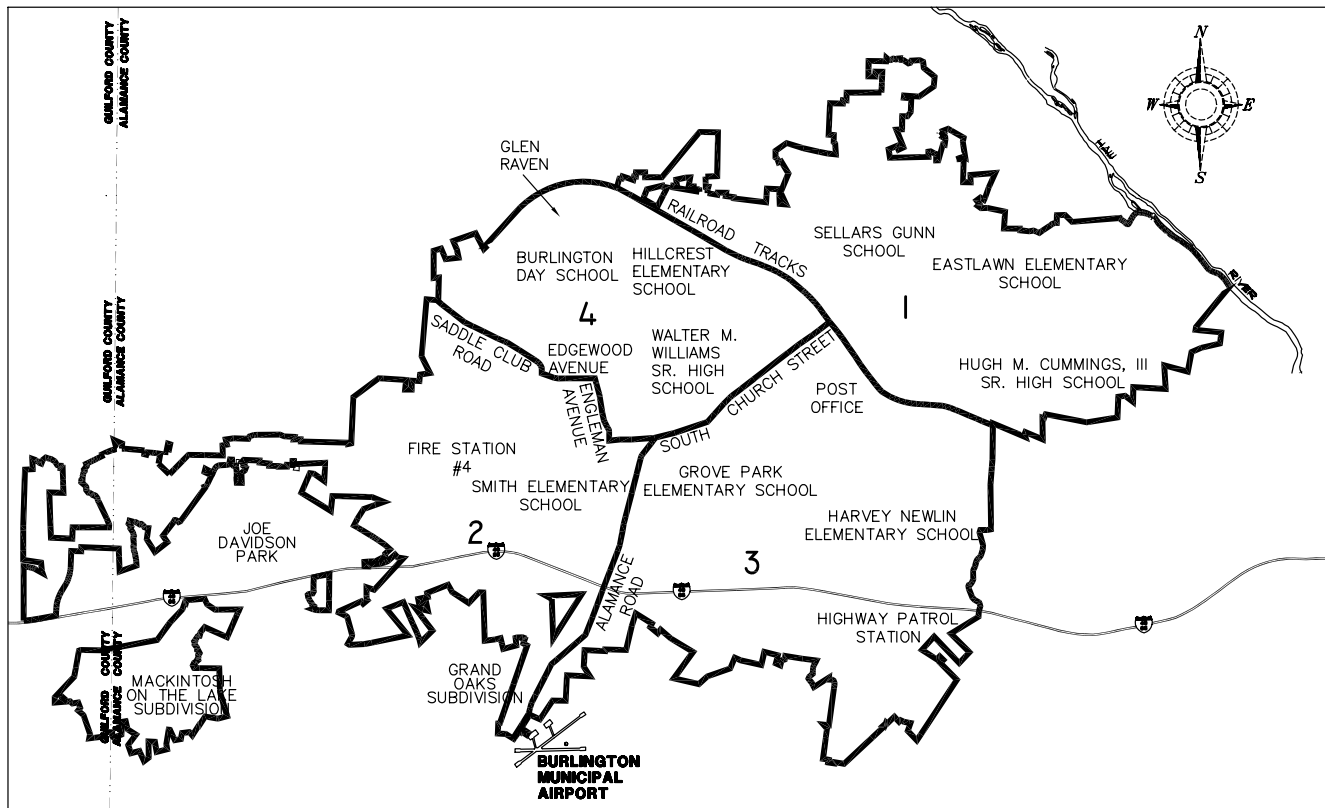 GUILFORD COUNTY
ALAMANCE COUNTY
N
W
E
S
HAW
RIVER
GLEN
RAVEN
RAILROAD TRACKS
SELLARS GUNN
SCHOOL
EASTLAWN ELEMENTARY
SCHOOL
BURLINGTON
DAY SCHOOL
HILLCREST
ELEMENTARY
SCHOOL
4
1
GUILFORD COUNTY
ALAMANCE COUNTY
SADDLE CLUB
ROAD
EDGEWOOD
AVENUE
ENGLEMAN
AVENUE
WALTER M.
WILLIAMS
SR. HIGH
SCHOOL
SOUTH CHURCH STREET
POST
OFFICE
HUGH M. CUMMINGS, III
SR. HIGH SCHOOL
FIRE STATION
#4
SMITH ELEMENTARY
SCHOOL
GROVE PARK
ELEMENTARY SCHOOL
HARVEY NEWLIN
ELEMENTARY SCHOOL
JOE
DAVIDSON
PARK
2
3
ALAMANCE
ROAD
HIGHWAY PATROL
STATION
GUILFORD COUNTY
ALAMANCE COUNTY
MACKINTOSH
ON THE LAKE
SUBDIVISION
GRAND
OAKS
SUBDIVISION
BURLINGTON
MUNICIPAL
AIRPORT